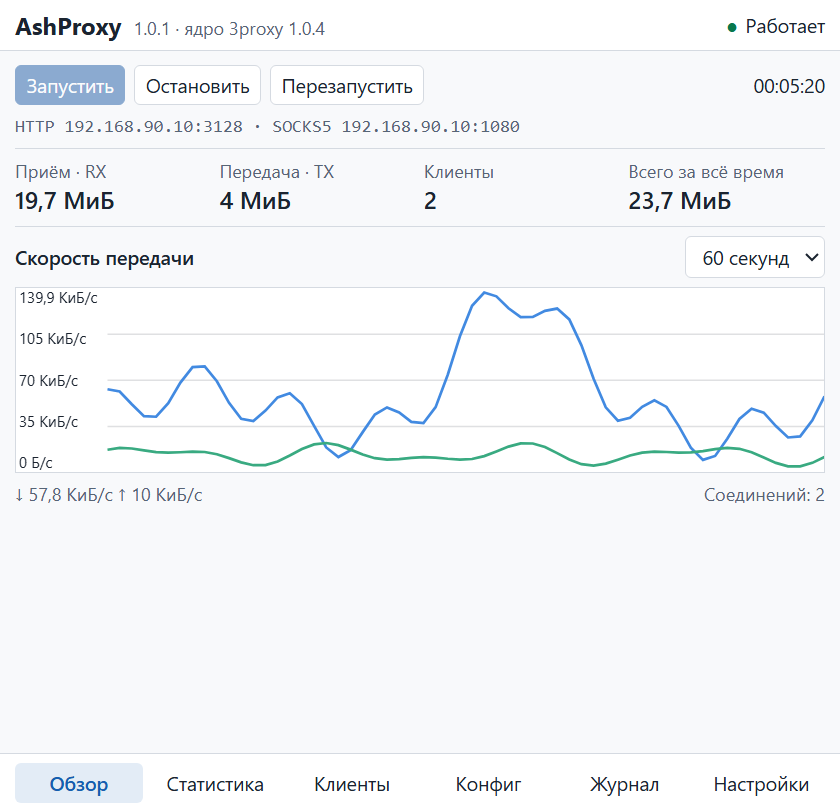 AshProxy 1.0.1 · ядро 3proxy 1.0.4 ● Работает
Запустить Остановить Перезапустить 00:05:20
HTTP 192.168.90.10:3128 · SOCKS5 192.168.90.10:1080
Приём · RX Передача · TX Клиенты Всего за всё время
19,7 МиБ 4 МиБ 2 23,7 МиБ
Скорость передачи 60 секунд
139,9 КиБ/с
105 КиБ/с
70 КиБ/с
35 КиБ/с
0 Б/с
↓ 57,8 КиБ/с ↑ 10 КиБ/с Соединений: 2
Обзор Статистика Клиенты Конфиг Журнал Настройки